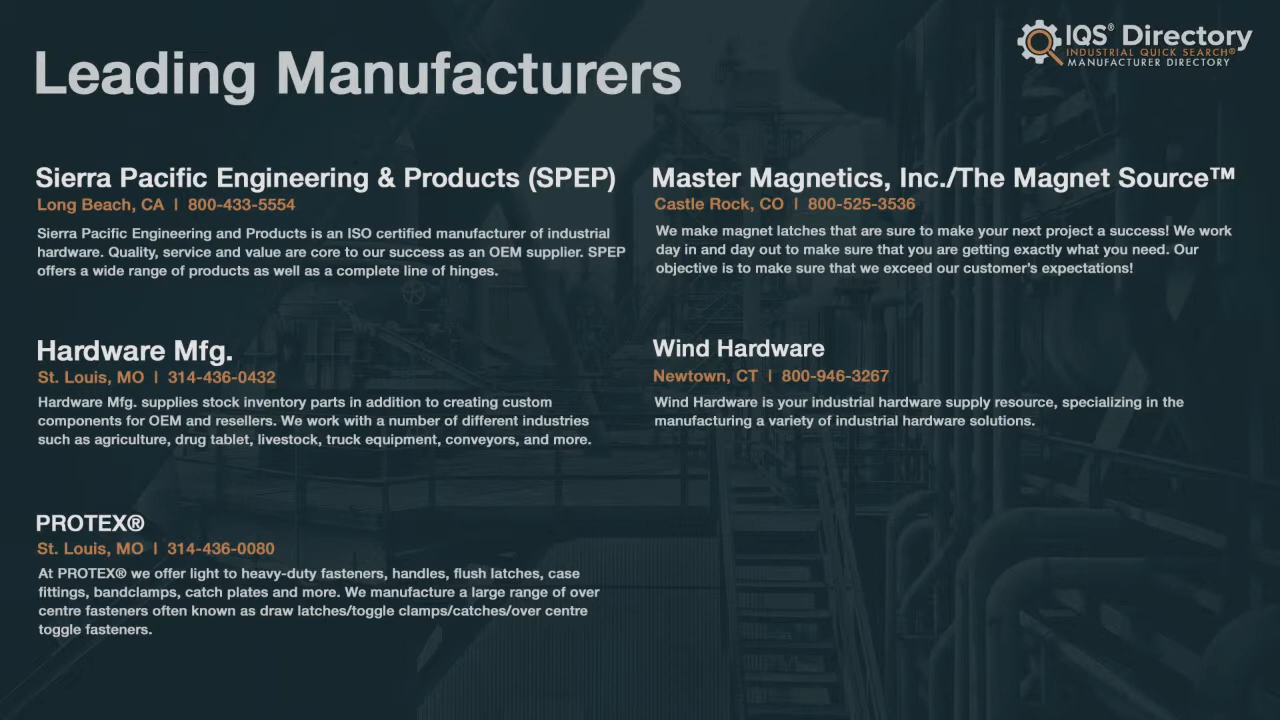 IQS® Directory
INDUSTRIAL QUICK SEARCH®
MANUFACTURER DIRECTORY
Leading Manufacturers
Sierra Pacific Engineering & Products (SPEP)
Long Beach, CA | 800-433-5554
Sierra Pacific Engineering and Products is an ISO certified manufacturer of industrial
hardware. Quality, service and value are core to our success as an OEM supplier. SPEP
offers a wide range of products as well as a complete line of hinges.
Master Magnetics, Inc./The Magnet Source™
Castle Rock, CO | 800-525-3536
We make magnet latches that are sure to make your next project a success! We work
day in and day out to make sure that you are getting exactly what you need. Our
objective is to make sure that we exceed our customer's expectations!
Hardware Mfg.
St. Louis, MO | 314-436-0432
Hardware Mfg. supplies stock inventory parts in addition to creating custom
components for OEM and resellers. We work with a number of different industries
such as agriculture, drug tablet, livestock, truck equipment, conveyors, and more.
Wind Hardware
Newtown, CT | 800-946-3267
Wind Hardware is your industrial hardware supply resource, specializing in the
manufacturing a variety of industrial hardware solutions.
PROTEX®
St. Louis, MO | 314-436-0080
At PROTEX® we offer light to heavy-duty fasteners, handles, flush latches, case
fittings, bandclamps, catch plates and more. We manufacture a large range of over
centre fasteners often known as draw latches/toggle clamps/catches/over centre
toggle fasteners.